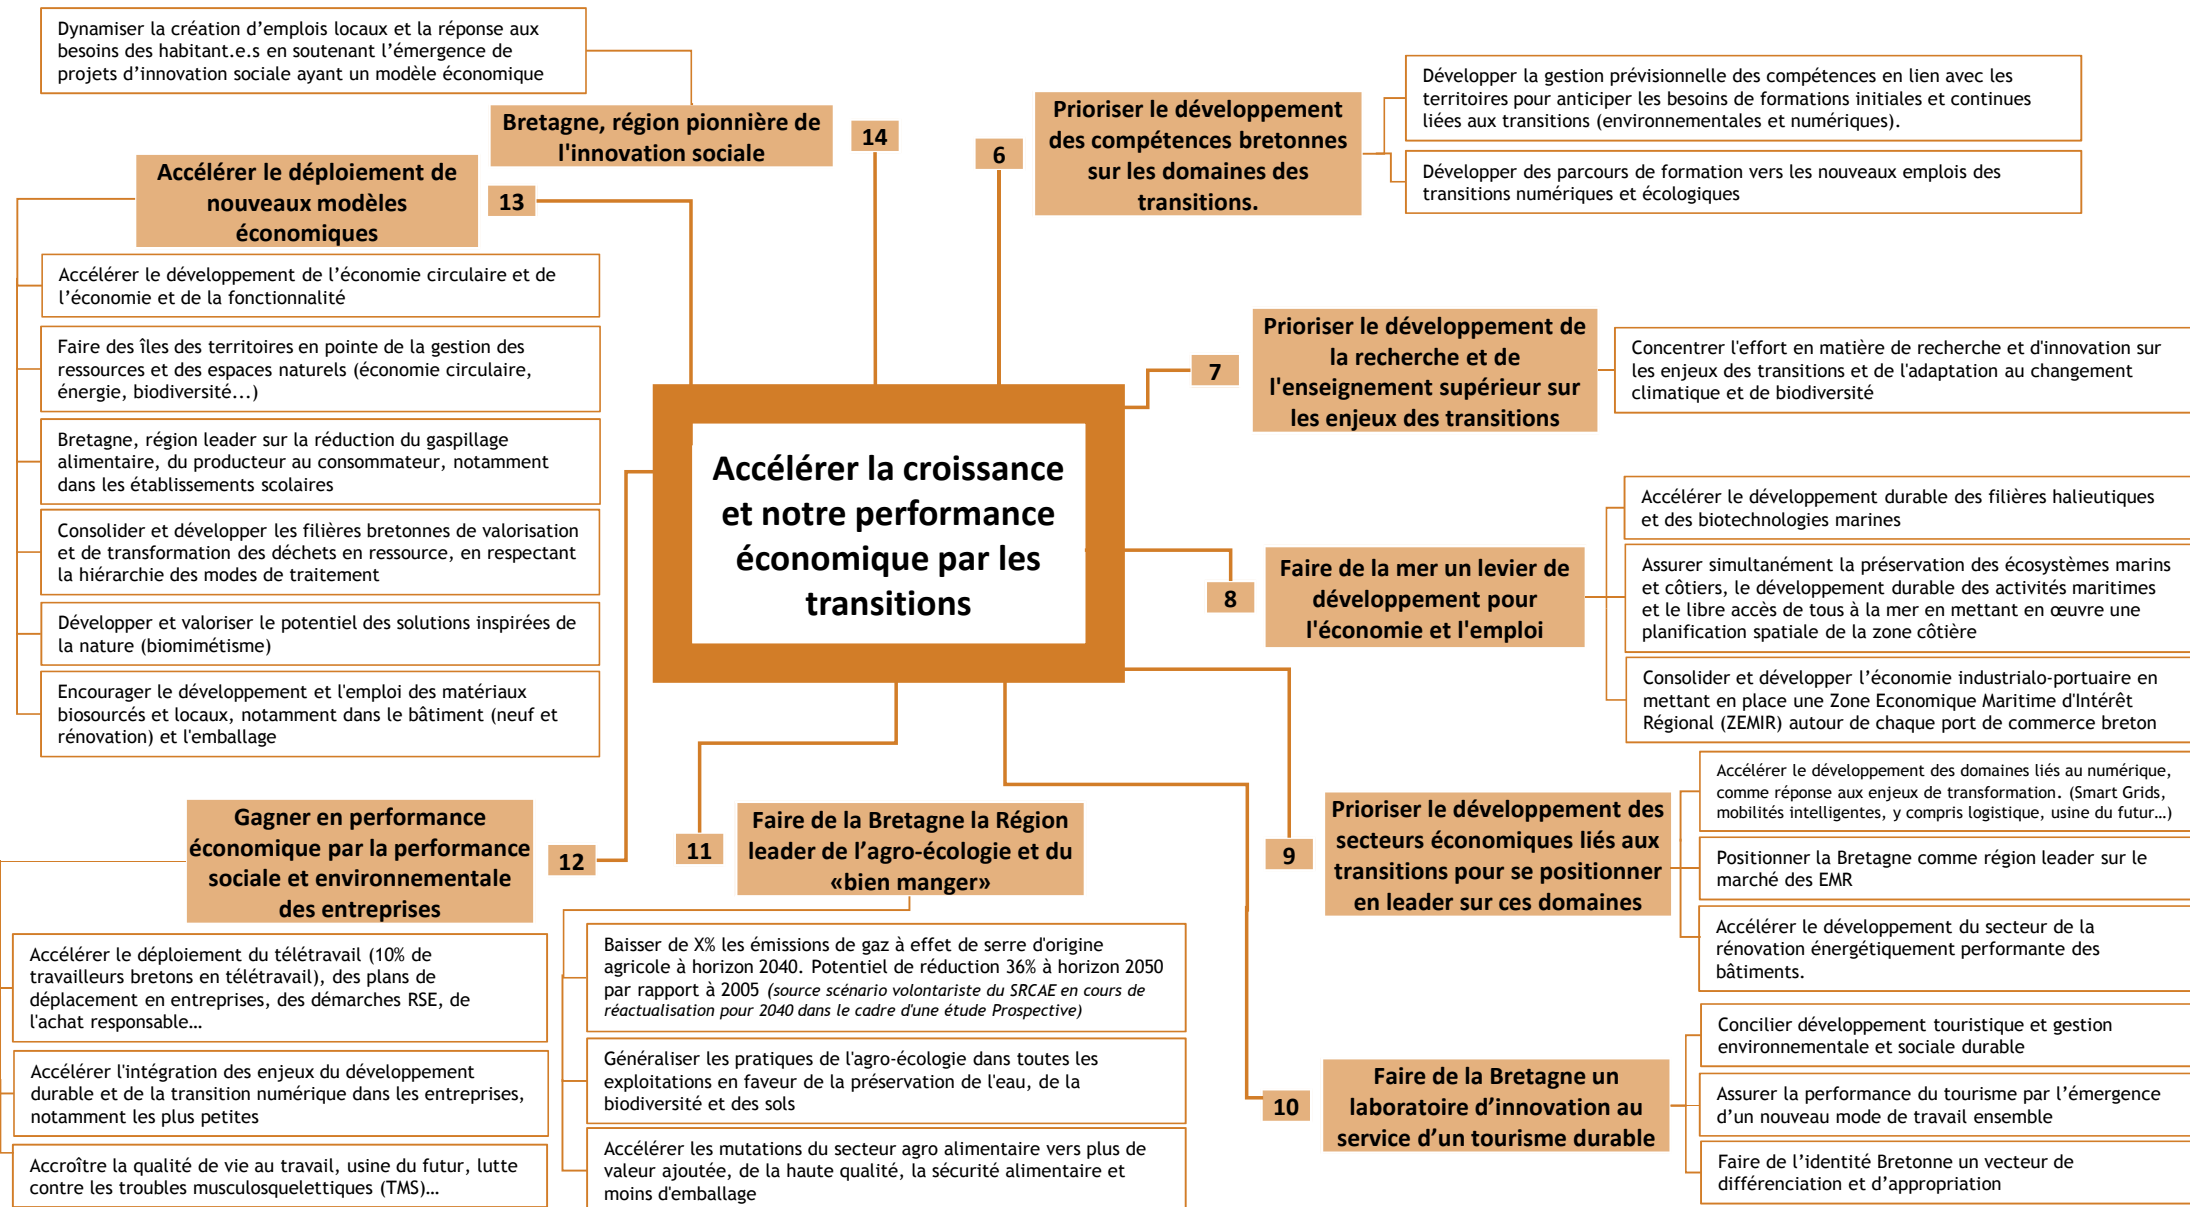 Dynamiser la création d’emplois locaux et la réponse aux
besoins des habitant.e.s en soutenant l’émergence de
projets d’innovation sociale ayant un modèle économique
Bretagne, région pionnière de
l'innovation sociale
14
Accélérer le déploiement de
nouveaux modèles
économiques
13
Accélérer le développement de l’économie circulaire et de
l’économie et de la fonctionnalité
Faire des îles des territoires en pointe de la gestion des
ressources et des espaces naturels (économie circulaire,
énergie, biodiversité...)
Bretagne, région leader sur la réduction du gaspillage
alimentaire, du producteur au consommateur, notamment
dans les établissements scolaires
Consolider et développer les filières bretonnes de valorisation
et de transformation des déchets en ressource, en respectant
la hiérarchie des modes de traitement
Développer et valoriser le potentiel des solutions inspirées de
la nature (biomimétisme)
Encourager le développement et l'emploi des matériaux
biosourcés et locaux, notamment dans le bâtiment (neuf et
rénovation) et l'emballage
Accélérer la croissance
et notre performance
économique par les
transitions
6
Prioriser le développement
des compétences bretonnes
sur les domaines des
transitions.
Développer la gestion prévisionnelle des compétences en lien avec les
territoires pour anticiper les besoins de formations initiales et continues
liées aux transitions (environnementales et numériques).
Développer des parcours de formation vers les nouveaux emplois des
transitions numériques et écologiques
7
Prioriser le développement de
la recherche et de
l'enseignement supérieur sur
les enjeux des transitions
Concentrer l'effort en matière de recherche et d'innovation sur
les enjeux des transitions et de l'adaptation au changement
climatique et de biodiversité
8
Faire de la mer un levier de
développement pour
l'économie et l'emploi
Accélérer le développement durable des filières halieutiques
et des biotechnologies marines
Assurer simultanément la préservation des écosystèmes marins
et côtiers, le développement durable des activités maritimes
et le libre accès de tous à la mer en mettant en œuvre une
planification spatiale de la zone côtière
Consolider et développer l’économie industrialo-portuaire en
mettant en place une Zone Economique Maritime d'Intérêt
Régional (ZEMIR) autour de chaque port de commerce breton
9
Prioriser le développement des
secteurs économiques liés aux
transitions pour se positionner
en leader sur ces domaines
Accélérer le développement des domaines liés au numérique,
comme réponse aux enjeux de transformation. (Smart Grids,
mobilités intelligentes, y compris logistique, usine du futur…)
Positionner la Bretagne comme région leader sur le
marché des EMR
Accélérer le développement du secteur de la
rénovation énergétiquement performante des
bâtiments.
10
Faire de la Bretagne un
laboratoire d’innovation au
service d’un tourisme durable
Concilier développement touristique et gestion
environnementale et sociale durable
Assurer la performance du tourisme par l’émergence
d’un nouveau mode de travail ensemble
Faire de l’identité Bretonne un vecteur de
différenciation et d’appropriation
11
Faire de la Bretagne la Région
leader de l’agro-écologie et du
«bien manger»
Baisser de X% les émissions de gaz à effet de serre d'origine
agricole à horizon 2040. Potentiel de réduction 36% à horizon 2050
par rapport à 2005 (source scénario volontariste du SRCAE en cours de
réactualisation pour 2040 dans le cadre d'une étude Prospective)
Généraliser les pratiques de l'agro-écologie dans toutes les
exploitations en faveur de la préservation de l'eau, de la
biodiversité et des sols
Accélérer les mutations du secteur agro alimentaire vers plus de
valeur ajoutée, de la haute qualité, la sécurité alimentaire et
moins d'emballage
Gagner en performance
économique par la performance
sociale et environnementale
des entreprises
12
Accélérer le déploiement du télétravail (10% de
travailleurs bretons en télétravail), des plans de
déplacement en entreprises, des démarches RSE, de
l'achat responsable…
Accélérer l'intégration des enjeux du développement
durable et de la transition numérique dans les entreprises,
notamment les plus petites
Accroître la qualité de vie au travail, usine du futur, lutte
contre les troubles musculosquelettiques (TMS)…